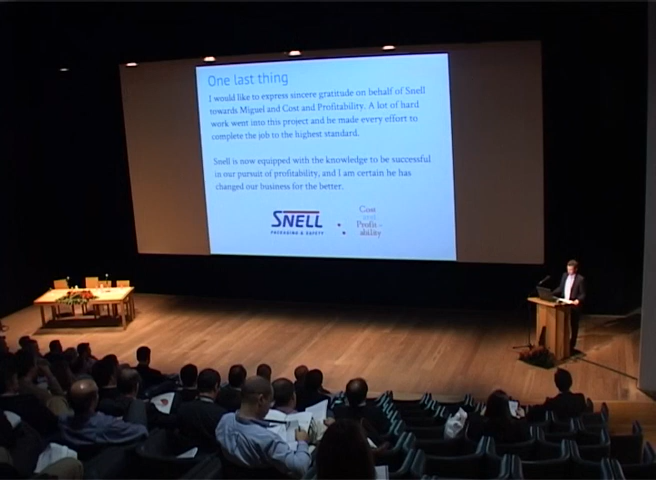 One last thing
I would like to express sincere gratitude on behalf of Snell
towards Miguel and Cost and Profitability. A lot of hard
work went into this project and he made every effort to
complete the job to the highest standard.
Snell is now equipped with the knowledge to be successful
in our pursuit of profitability, and I am certain he has
changed our business for the better.
SNELL
PACKAGING & SAFETY
Cost
and
Profit-
ability